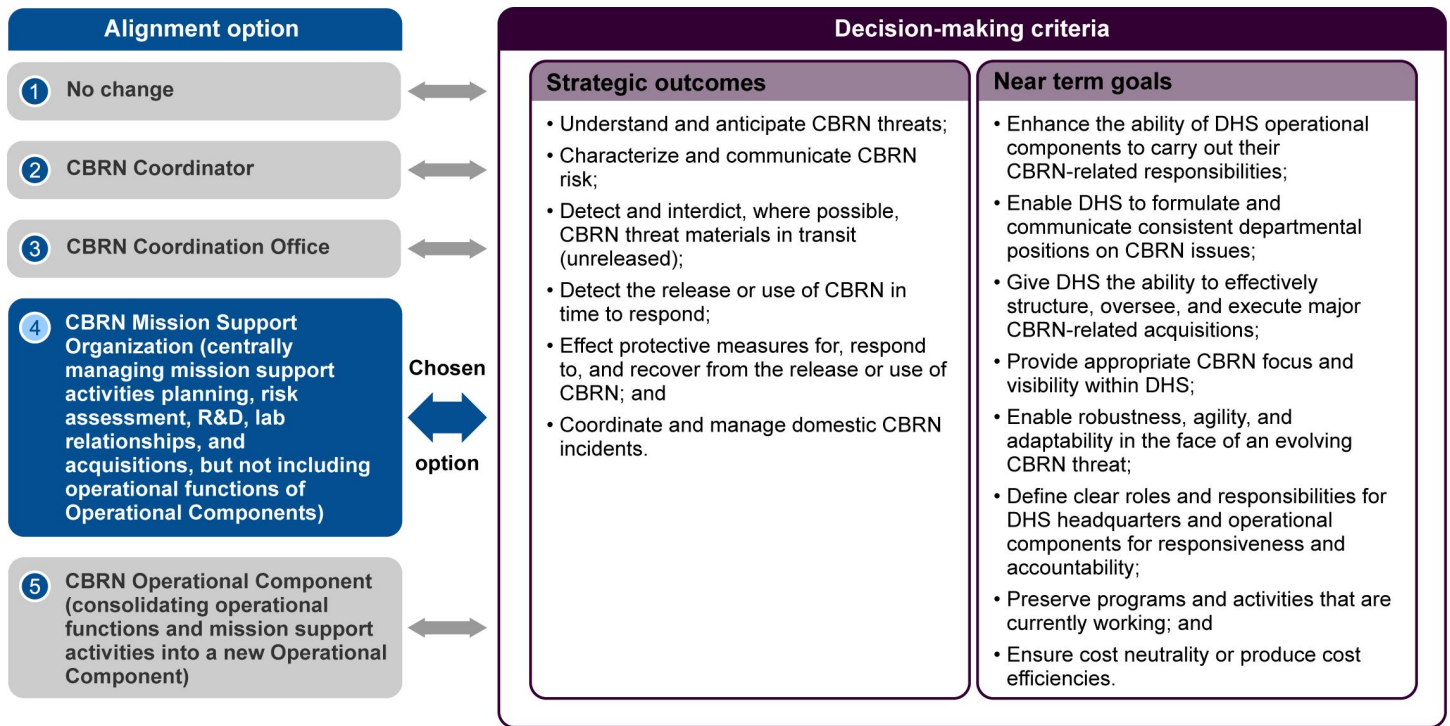 Alignment option
1 No change
2 CBRN Coordinator
3 CBRN Coordination Office
4 CBRN Mission Support
Organization (centrally
managing mission support
activities planning, risk
assessment, R&D, lab
relationships, and
acquisitions, but not including
operational functions of
Operational Components)
5 CBRN Operational Component
(consolidating operational
functions and mission support
activities into a new Operational
Component)
Chosen
option
Decision-making criteria
Strategic outcomes
• Understand and anticipate CBRN threats;
• Characterize and communicate CBRN
risk;
• Detect and interdict, where possible,
CBRN threat materials in transit
(unreleased);
• Detect the release or use of CBRN in
time to respond;
• Effect protective measures for, respond
to, and recover from the release or use of
CBRN; and
• Coordinate and manage domestic CBRN
incidents.
Near term goals
• Enhance the ability of DHS operational
components to carry out their
CBRN-related responsibilities;
• Enable DHS to formulate and
communicate consistent departmental
positions on CBRN issues;
• Give DHS the ability to effectively
structure, oversee, and execute major
CBRN-related acquisitions;
• Provide appropriate CBRN focus and
visibility within DHS;
• Enable robustness, agility, and
adaptability in the face of an evolving
CBRN threat;
• Define clear roles and responsibilities for
DHS headquarters and operational
components for responsiveness and
accountability;
• Preserve programs and activities that are
currently working; and
• Ensure cost neutrality or produce cost
efficiencies.